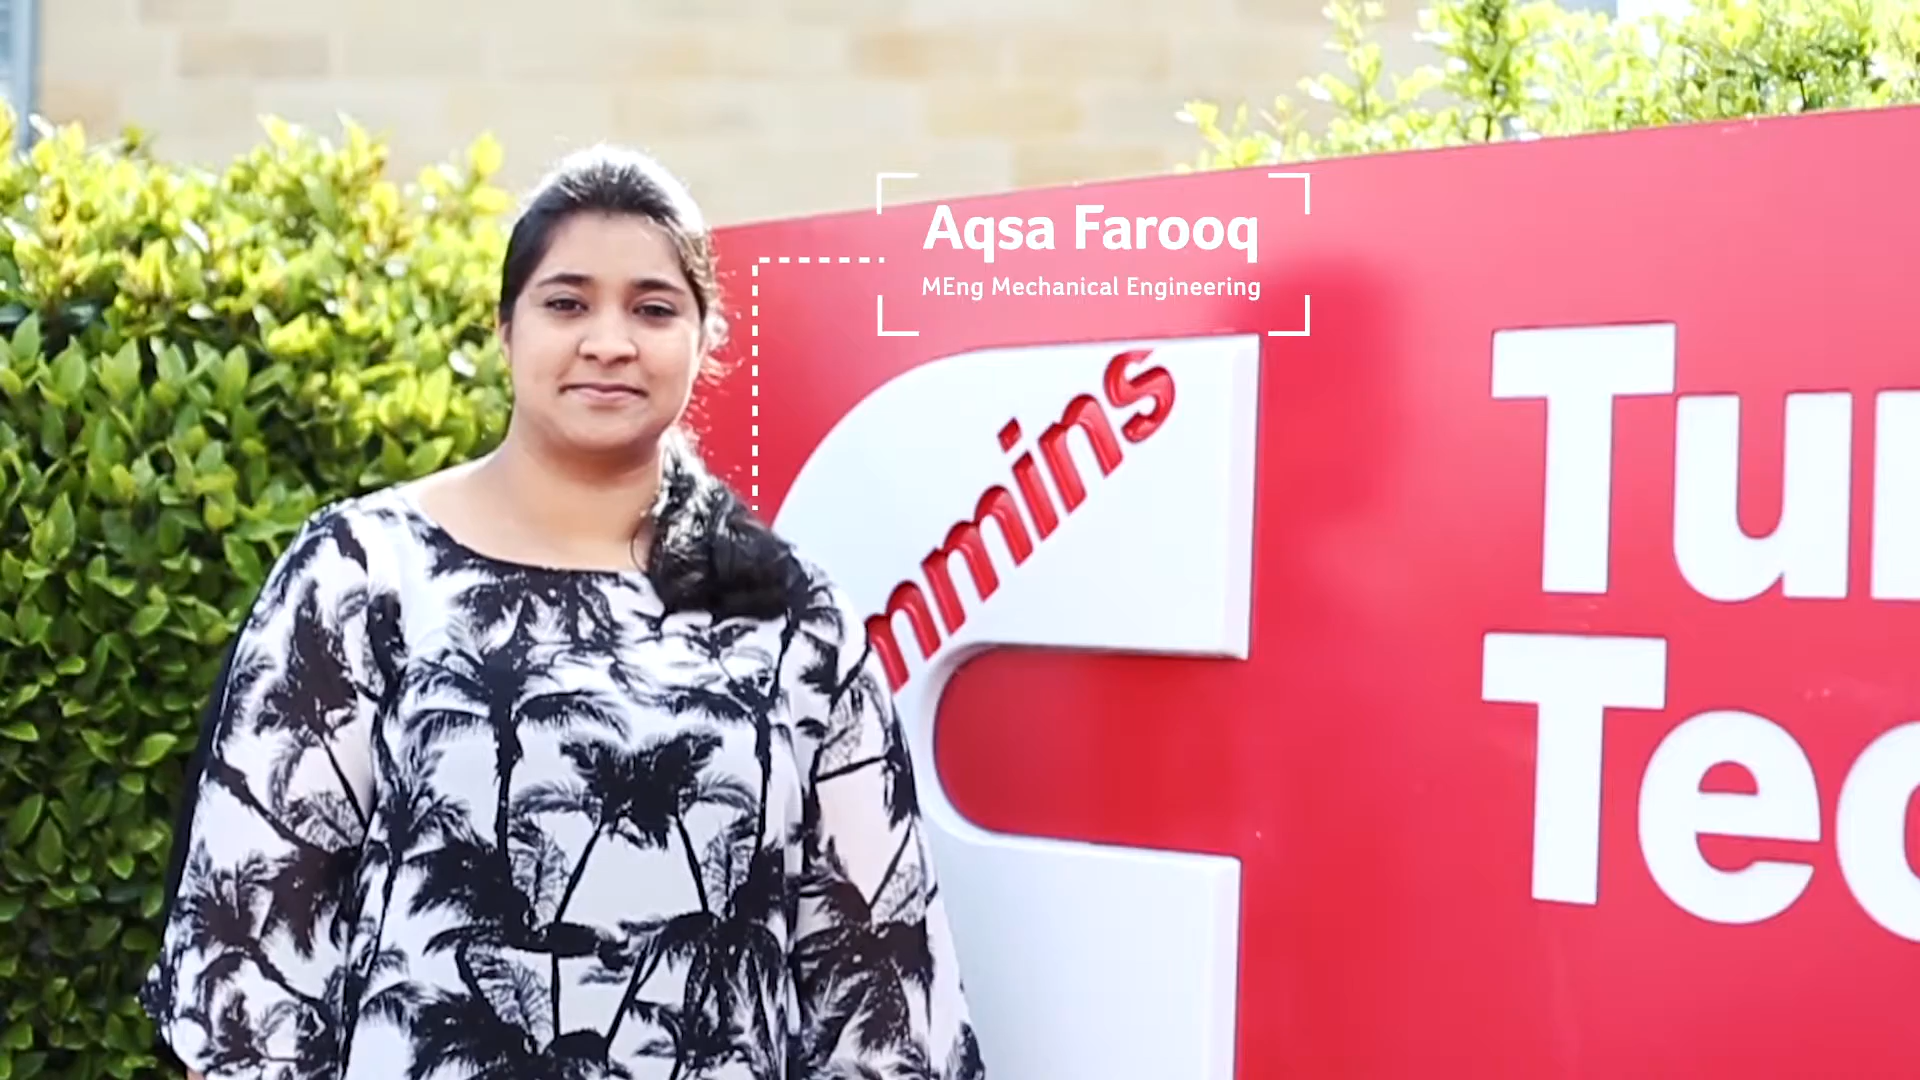 Aqsa Farooq
MEng Mechanical Engineering
mmins
Tu
Te